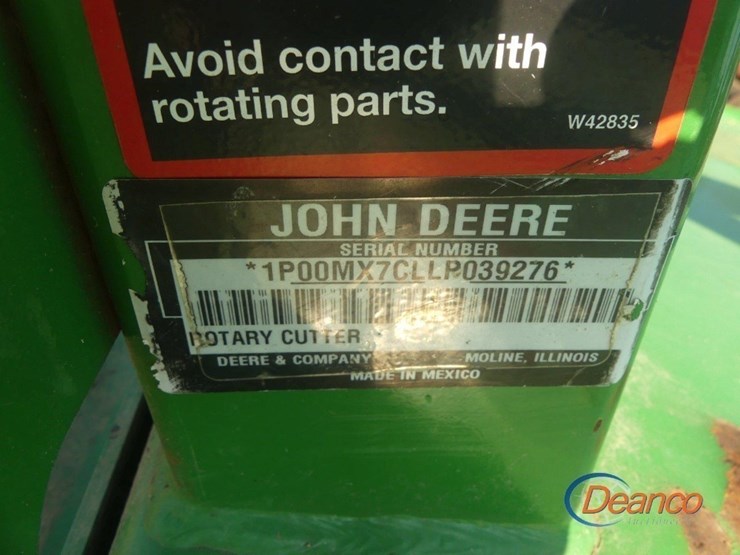 Avoid contact with
rotating parts.
W42835
JOHN DEERE
SERIAL NUMBER
*1P00MX7CLLP039276*
ROTARY CUTTER
DEERE & COMPANY MOLINE, ILLINOIS
MADE IN MEXICO
Deanco